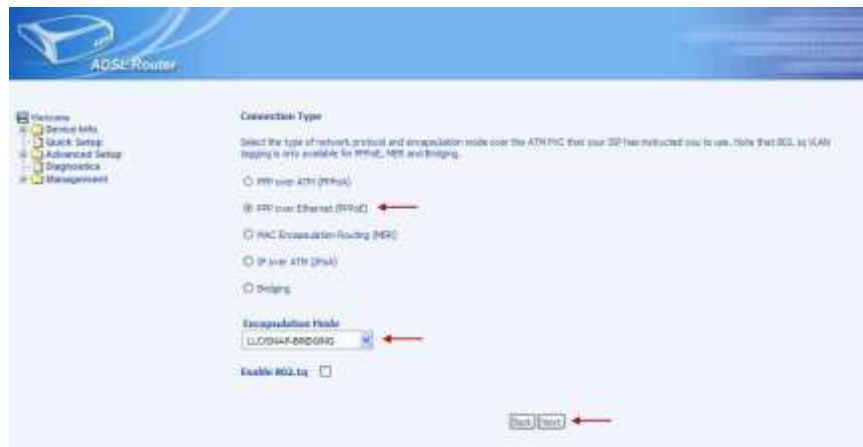 ADSL Router
Welcome
Device Info
Quick Setup
Advanced Setup
Diagnostics
Management
Connection Type
Select the type of network protocol and encapsulation mode over the ATM PVC that your ISP has instructed you to use. Note that 802.1q VLAN
tagging is only available for PPPoE, MER and Bridging.
PPP over ATM (PPPoA)
PPP over Ethernet (PPPoE)
MAC Encapsulation Routing (MER)
IP over ATM (IPoA)
Bridging
Encapsulation Mode
LLC/SNAP-BRIDGING
Enable 802.1q
Back Next